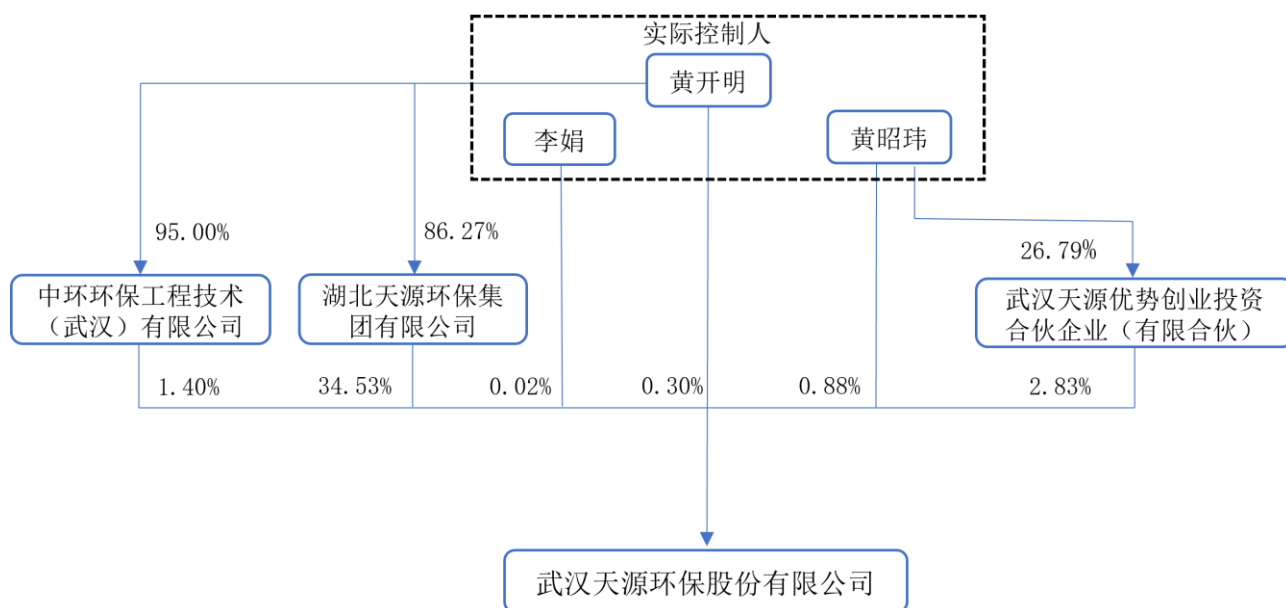 实际控制人
黄开明
李娟
黄昭玮
95.00%
86.27%
26.79%
中环环保工程技术
（武汉）有限公司
湖北天源环保集
团有限公司
武汉天源优势创业投资
合伙企业（有限合伙）
1.40%
34.53%
0.02%
0.30%
0.88%
2.83%
武汉天源环保股份有限公司